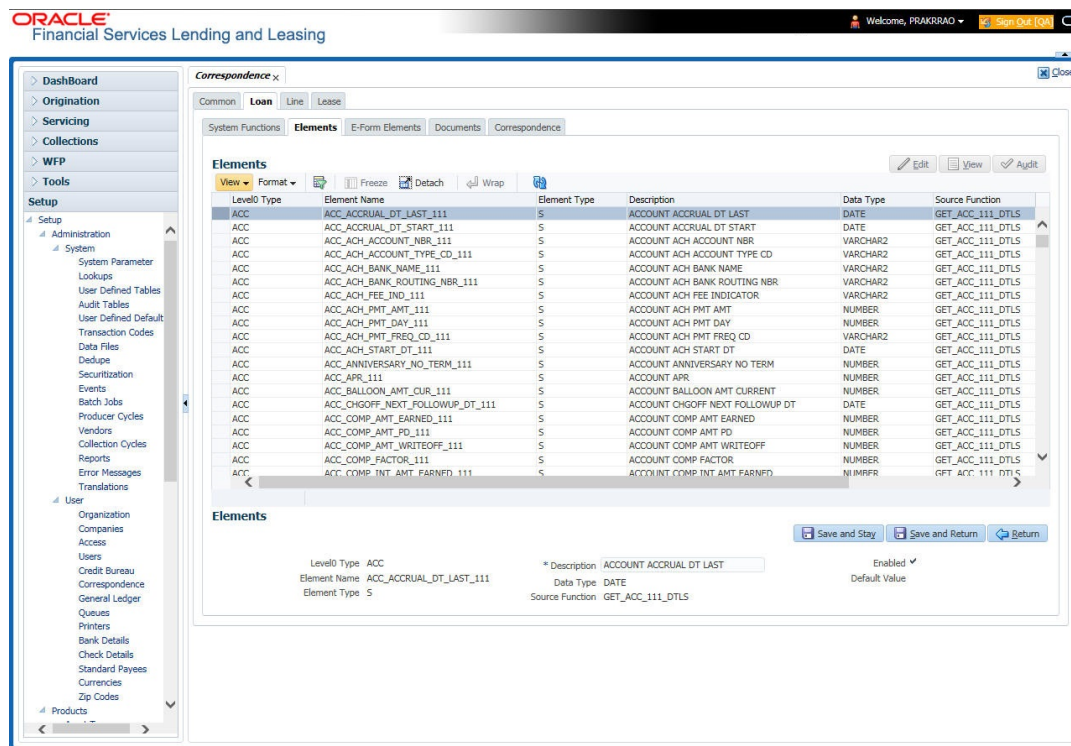 ORACLE®
Financial Services Lending and Leasing
Welcome, PRAKRRAO
Sign Out [QA]
DashBoard
Origination
Servicing
Collections
WFP
Tools
Setup
Setup
Administration
System
System Parameter
Lookups
User Defined Tables
Audit Tables
User Defined Default
Transaction Codes
Data Files
Dedupe
Securitization
Events
Batch Jobs
Producer Cycles
Vendors
Collection Cycles
Reports
Error Messages
Translations
User
Organization
Companies
Access
Users
Credit Bureau
Correspondence
General Ledger
Queues
Printers
Bank Details
Check Details
Standard Payees
Currencies
Zip Codes
Products
Correspondence x
Close
Common Loan Line Lease
System Functions Elements E-Form Elements Documents Correspondence
Elements
Edit View Audit
View Format Freeze Detach Wrap
Level0 Type Element Name Element Type Description Data Type Source Function
ACC ACC_ACCRUAL_DT_LAST_111 S ACCOUNT ACCRUAL DT LAST DATE GET_ACC_111_DTLS
ACC ACC_ACCRUAL_DT_START_111 S ACCOUNT ACCRUAL DT START DATE GET_ACC_111_DTLS
ACC ACC_ACH_ACCOUNT_NBR_111 S ACCOUNT ACH ACCOUNT NBR VARCHAR2 GET_ACC_111_DTLS
ACC ACC_ACH_ACCOUNT_TYPE_CD_111 S ACCOUNT ACH ACCOUNT TYPE CD VARCHAR2 GET_ACC_111_DTLS
ACC ACC_ACH_BANK_NAME_111 S ACCOUNT ACH BANK NAME VARCHAR2 GET_ACC_111_DTLS
ACC ACC_ACH_BANK_ROUTING_NBR_111 S ACCOUNT ACH BANK ROUTING NBR VARCHAR2 GET_ACC_111_DTLS
ACC ACC_ACH_FEE_IND_111 S ACCOUNT ACH FEE INDICATOR VARCHAR2 GET_ACC_111_DTLS
ACC ACC_ACH_PMT_AMT_111 S ACCOUNT ACH PMT AMT NUMBER GET_ACC_111_DTLS
ACC ACC_ACH_PMT_DAY_111 S ACCOUNT ACH PMT DAY NUMBER GET_ACC_111_DTLS
ACC ACC_ACH_PMT_FREQ_CD_111 S ACCOUNT ACH PMT FREQ CD VARCHAR2 GET_ACC_111_DTLS
ACC ACC_ACH_START_DT_111 S ACCOUNT ACH START DT DATE GET_ACC_111_DTLS
ACC ACC_ANNIVERSARY_NO_TERM_111 S ACCOUNT ANNIVERSARY NO TERM NUMBER GET_ACC_111_DTLS
ACC ACC_APR_111 S ACCOUNT APR NUMBER GET_ACC_111_DTLS
ACC ACC_BALLOON_AMT_CUR_111 S ACCOUNT BALLOON AMT CURRENT NUMBER GET_ACC_111_DTLS
ACC ACC_CHGOFF_NEXT_FOLLOWUP_DT_111 S ACCOUNT CHGOFF NEXT FOLLOWUP DT DATE GET_ACC_111_DTLS
ACC ACC_COMP_AMT_EARNED_111 S ACCOUNT COMP AMT EARNED NUMBER GET_ACC_111_DTLS
ACC ACC_COMP_AMT_PD_111 S ACCOUNT COMP AMT PD NUMBER GET_ACC_111_DTLS
ACC ACC_COMP_AMT_WRITEOFF_111 S ACCOUNT COMP AMT WRITEOFF NUMBER GET_ACC_111_DTLS
ACC ACC_COMP_FACTOR_111 S ACCOUNT COMP FACTOR NUMBER GET_ACC_111_DTLS
ACC ACC_COMP_INT_AMT_EARNED_111 S ACCOUNT COMP INT AMT EARNED NUMBER GET_ACC_111_DTLS
Elements
Save and Stay Save and Return Return
Level0 Type ACC * Description ACCOUNT ACCRUAL DT LAST Enabled
Element Name ACC_ACCRUAL_DT_LAST_111 Data Type DATE Default Value
Element Type S Source Function GET_ACC_111_DTLS